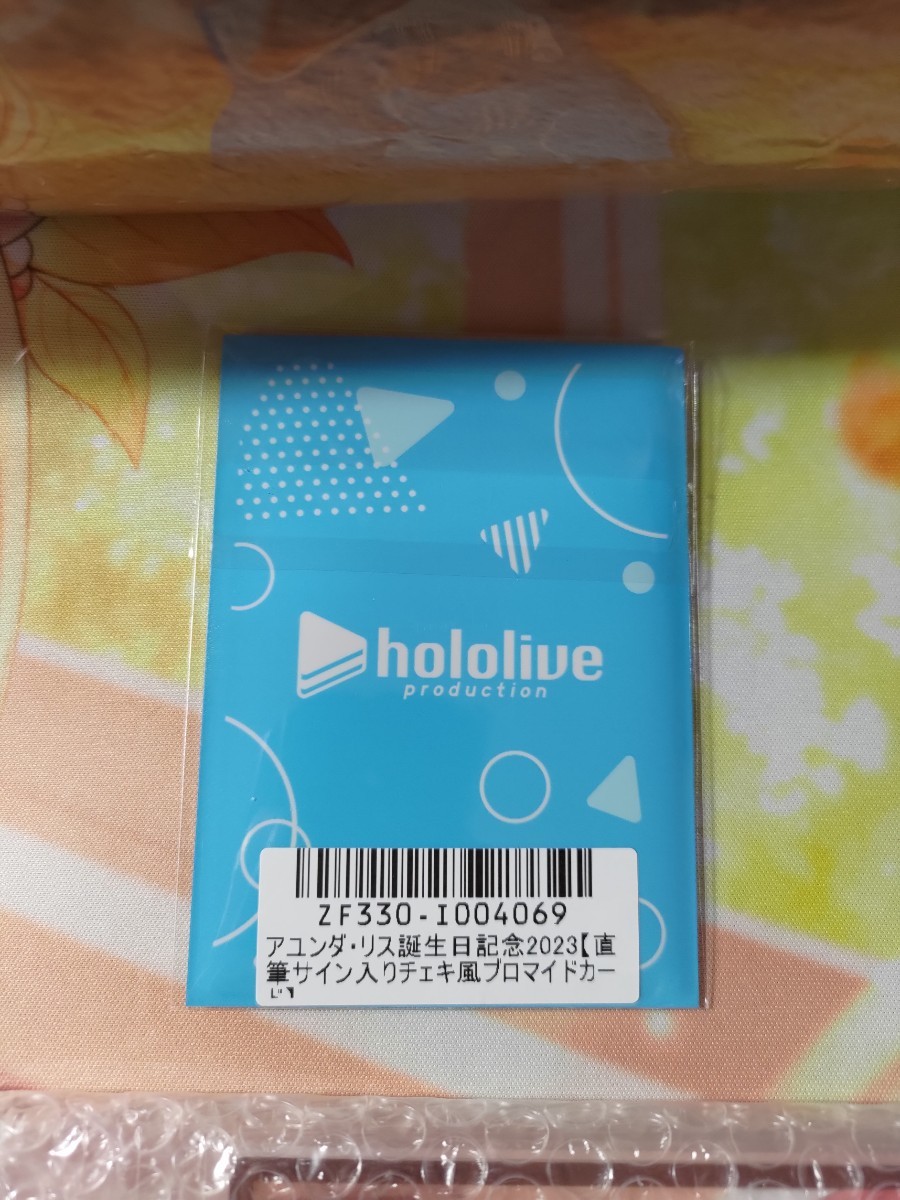 hololive
production
ZF330-I004069
アユンダ・リス誕生日記念2023【直
筆サイン入りチェキ風ブロマイドカー
ド】